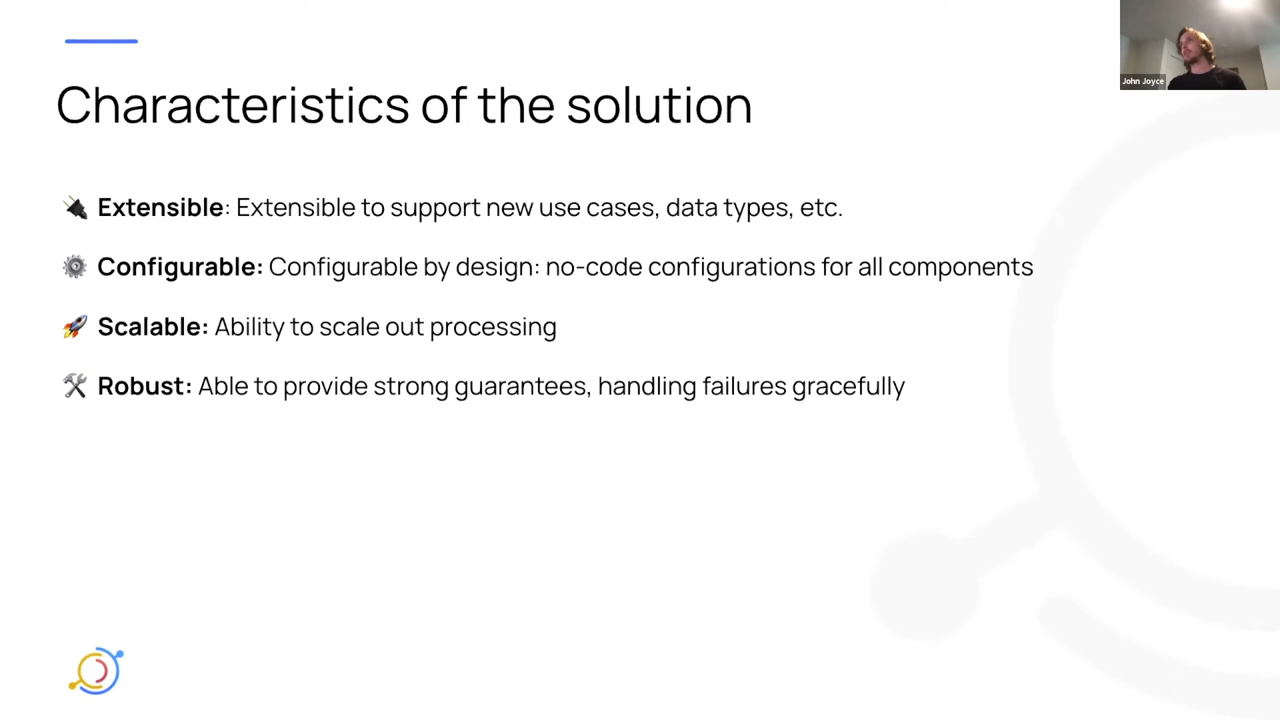 John Joyce
Characteristics of the solution
Extensible: Extensible to support new use cases, data types, etc.
Configurable: Configurable by design: no-code configurations for all components
Scalable: Ability to scale out processing
Robust: Able to provide strong guarantees, handling failures gracefully